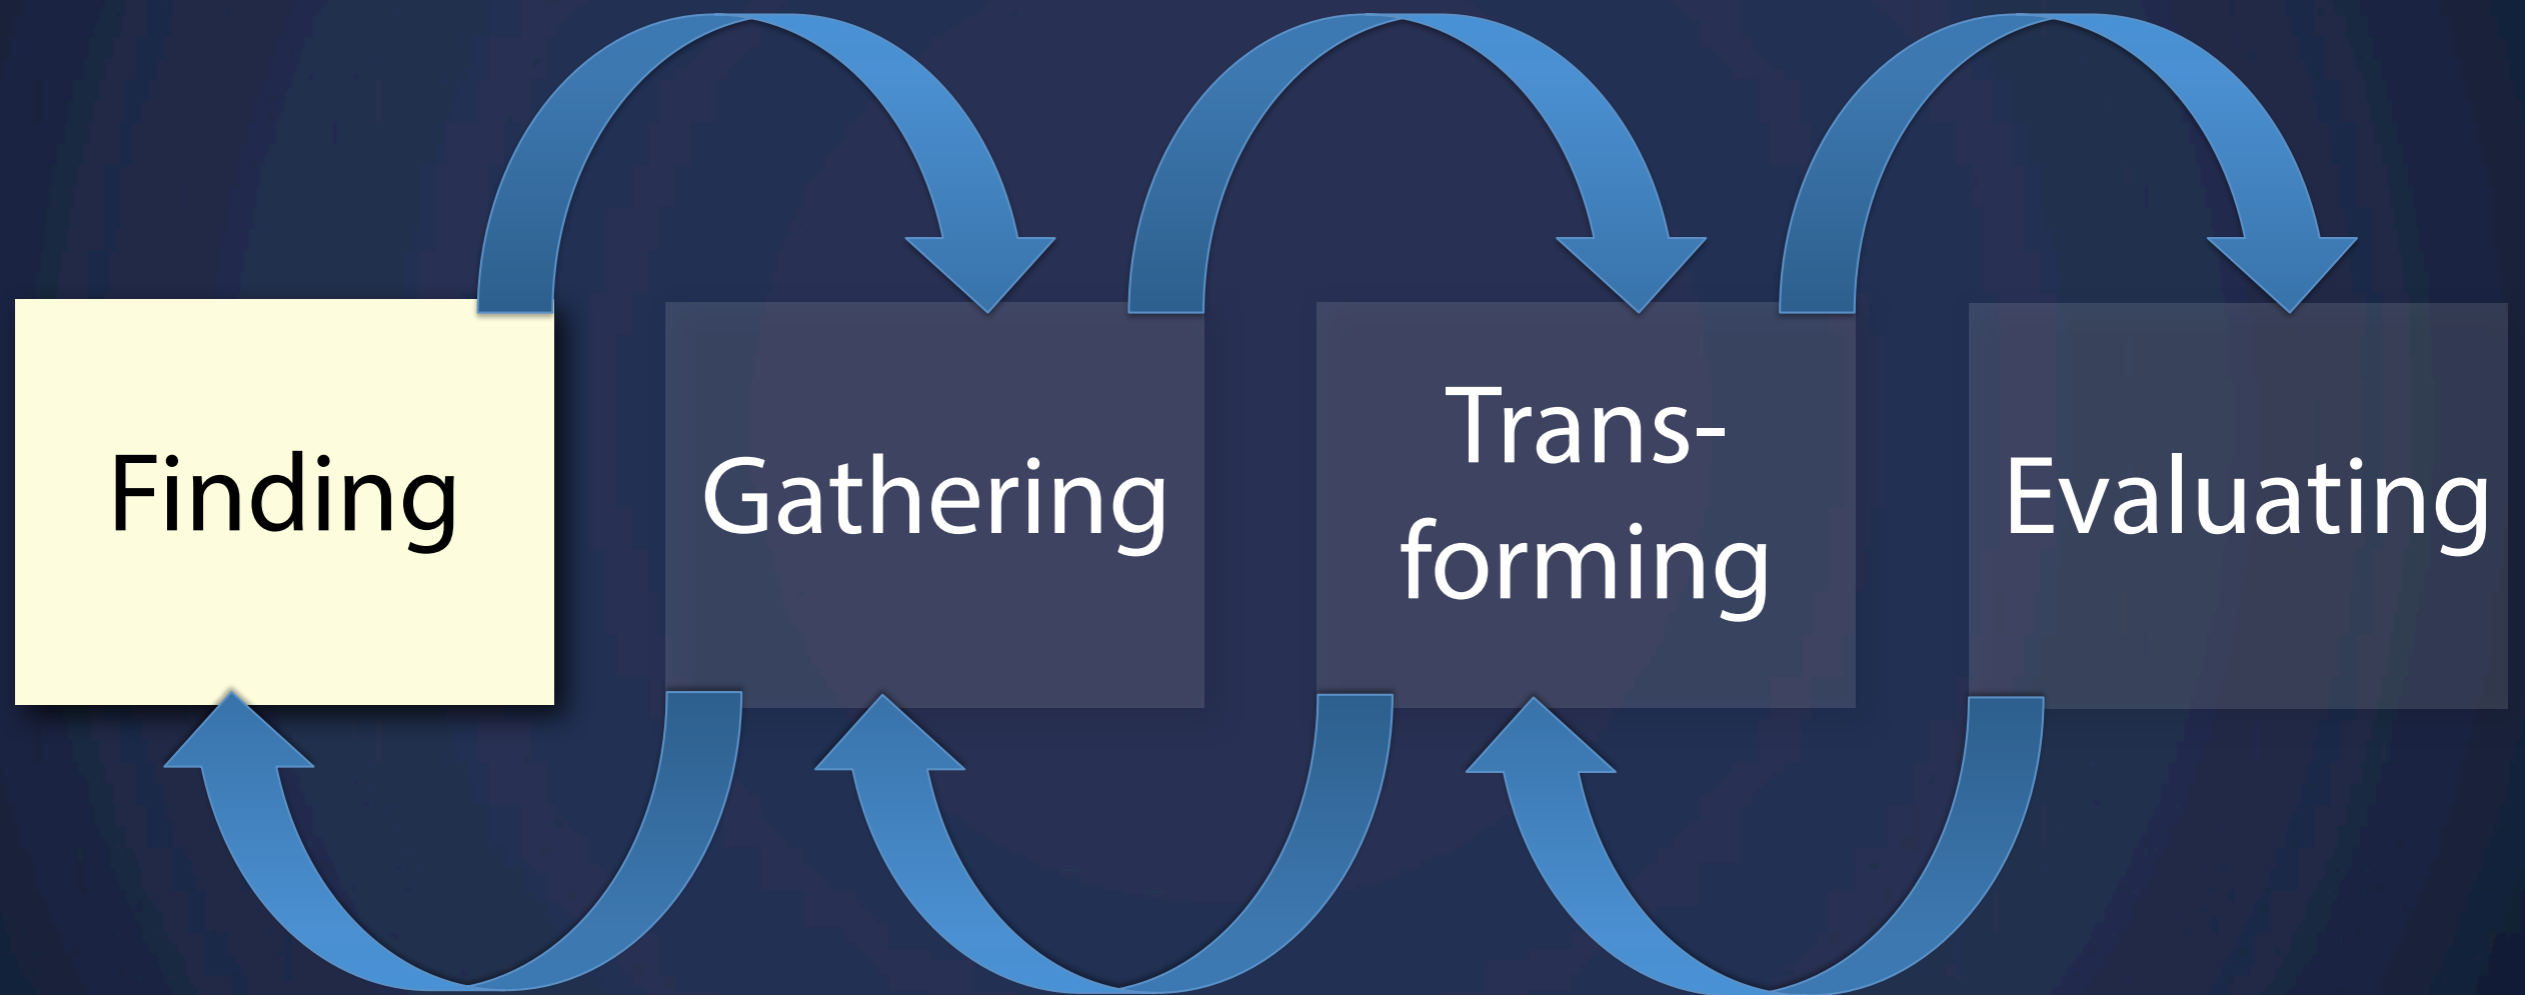 Finding
Gathering
Trans-
forming
Evaluating